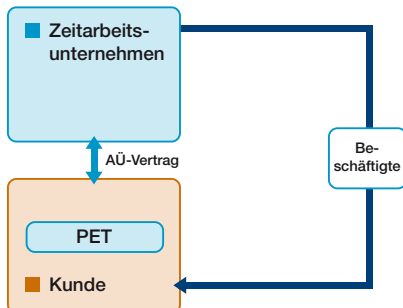 Zeitarbeits-
unternehmen
AÜ-Vertrag
Be-
schäftigte
PET
Kunde